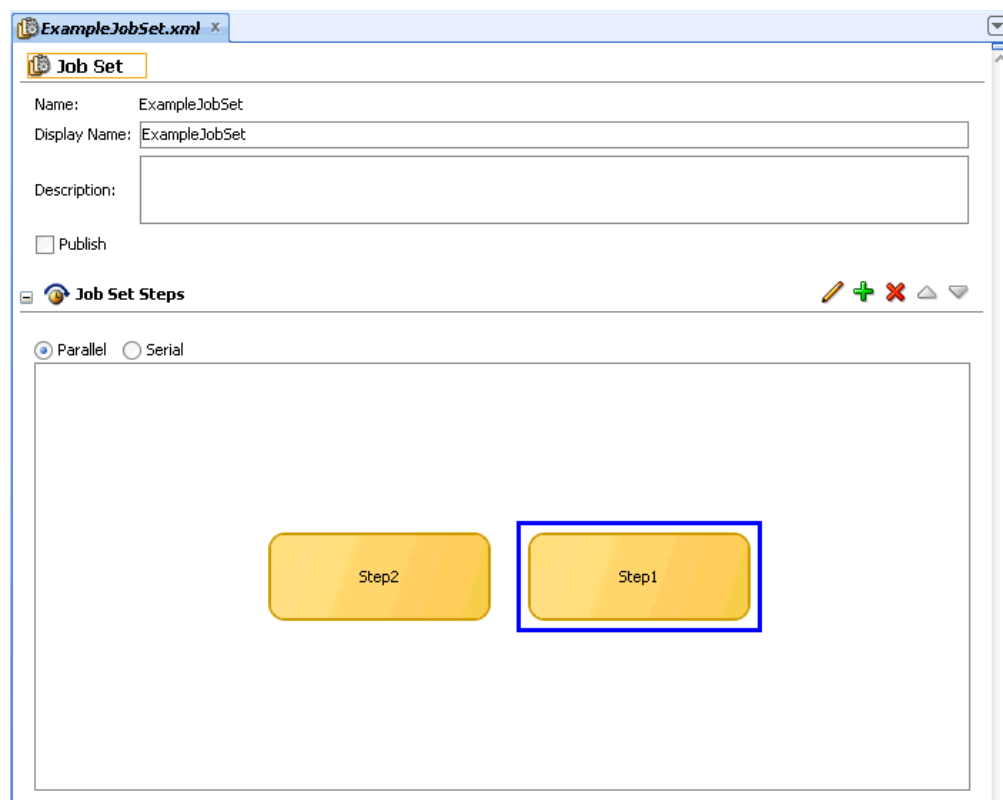 ExampleJobSet.xml
Job Set
Name: ExampleJobSet
Display Name: ExampleJobSet
Description:
Publish
Job Set Steps
Parallel Serial
Step2 Step1